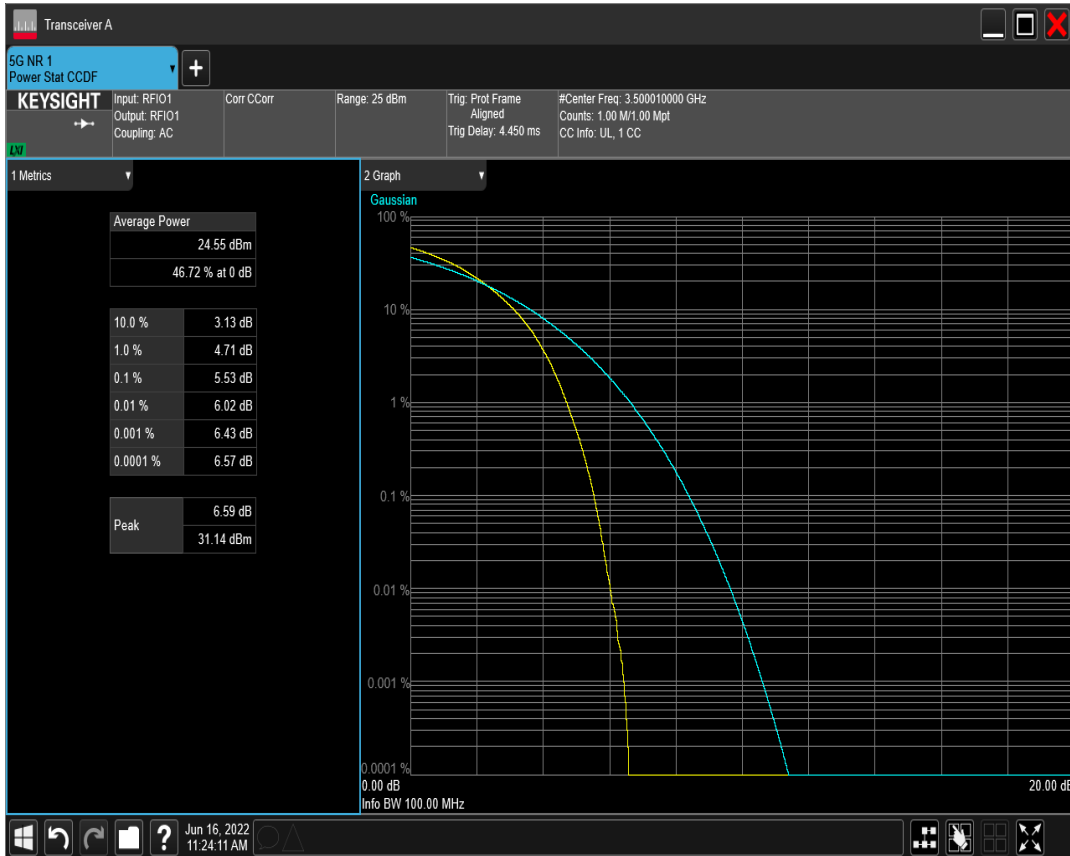 Transceiver A
5G NR 1
Power Stat CCDF
+
KEYSIGHT
LXI
Input: RFIO1
Output: RFIO1
Coupling: AC
Corr CCorr
Range: 25 dBm
Trig: Prot Frame
Aligned
Trig Delay: 4.450 ms
#Center Freq: 3.500010000 GHz
Counts: 1.00 M/1.00 Mpt
CC Info: UL, 1 CC
1 Metrics
Average Power
24.55 dBm
46.72 % at 0 dB
10.0 % 3.13 dB
1.0 % 4.71 dB
0.1 % 5.53 dB
0.01 % 6.02 dB
0.001 % 6.43 dB
0.0001 % 6.57 dB
Peak 6.59 dB
31.14 dBm
2 Graph
Gaussian
100 %
10 %
1 %
0.1 %
0.01 %
0.001 %
0.0001 %
0.00 dB 20.00 dB
Info BW 100.00 MHz
?
Jun 16, 2022
11:24:11 AM